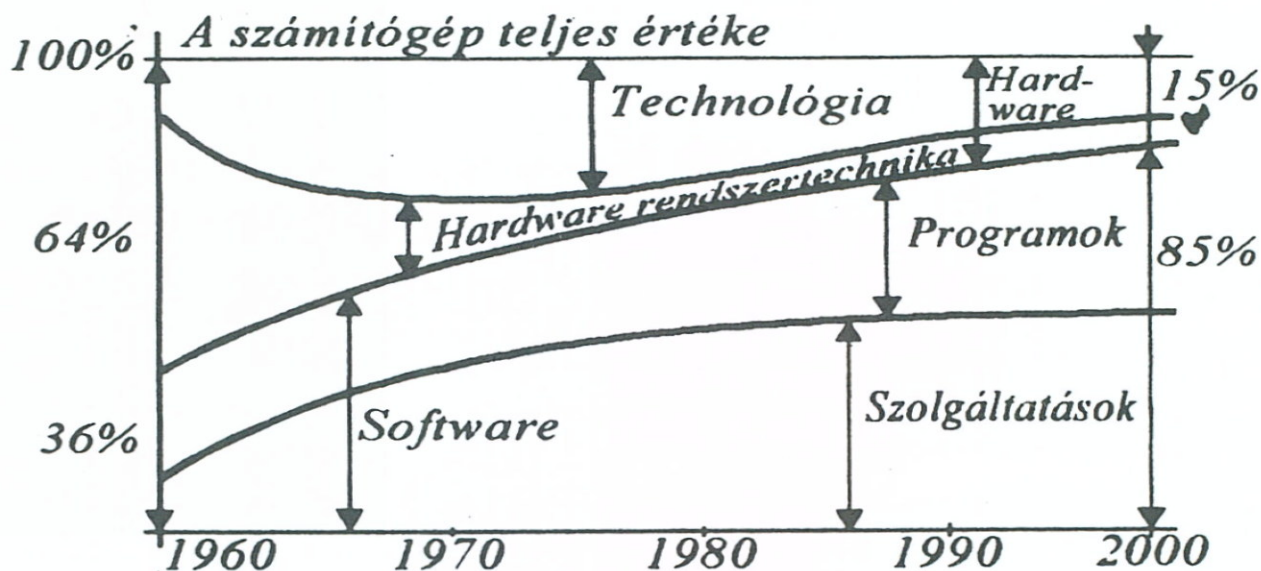 A számítógép teljes értéke
100%
Technológia
Hard-
ware
15%
Hardware rendszertechnika
64%
Programok
85%
Szolgáltatások
Software
36%
1960 1970 1980 1990 2000